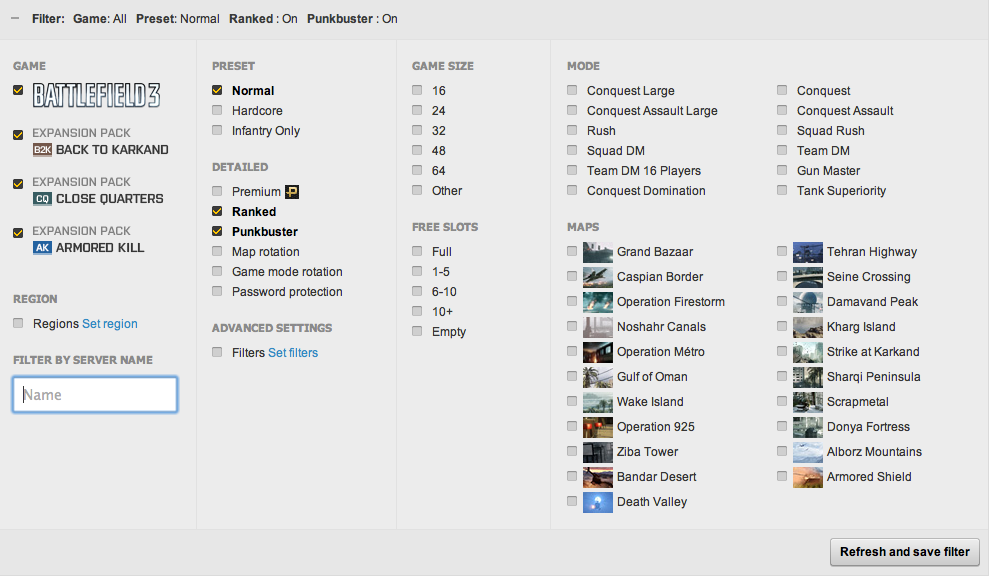 Filter: Game: All Preset: Normal Ranked : On Punkbuster : On
GAME
BATTLEFIELD 3
EXPANSION PACK
B2K BACK TO KARKAND
EXPANSION PACK
CQ CLOSE QUARTERS
EXPANSION PACK
AK ARMORED KILL
REGION
Regions Set region
FILTER BY SERVER NAME
Name
PRESET
Normal
Hardcore
Infantry Only
DETAILED
Premium P
Ranked
Punkbuster
Map rotation
Game mode rotation
Password protection
ADVANCED SETTINGS
Filters Set filters
GAME SIZE
16
24
32
48
64
Other
FREE SLOTS
Full
1-5
6-10
10+
Empty
MODE
Conquest Large
Conquest Assault Large
Rush
Squad DM
Team DM 16 Players
Conquest Domination
Conquest
Conquest Assault
Squad Rush
Team DM
Gun Master
Tank Superiority
MAPS
Grand Bazaar
Caspian Border
Operation Firestorm
Noshahr Canals
Operation Métro
Gulf of Oman
Wake Island
Operation 925
Ziba Tower
Bandar Desert
Death Valley
Tehran Highway
Seine Crossing
Damavand Peak
Kharg Island
Strike at Karkand
Sharqi Peninsula
Scrapmetal
Donya Fortress
Alborz Mountains
Armored Shield
Refresh and save filter